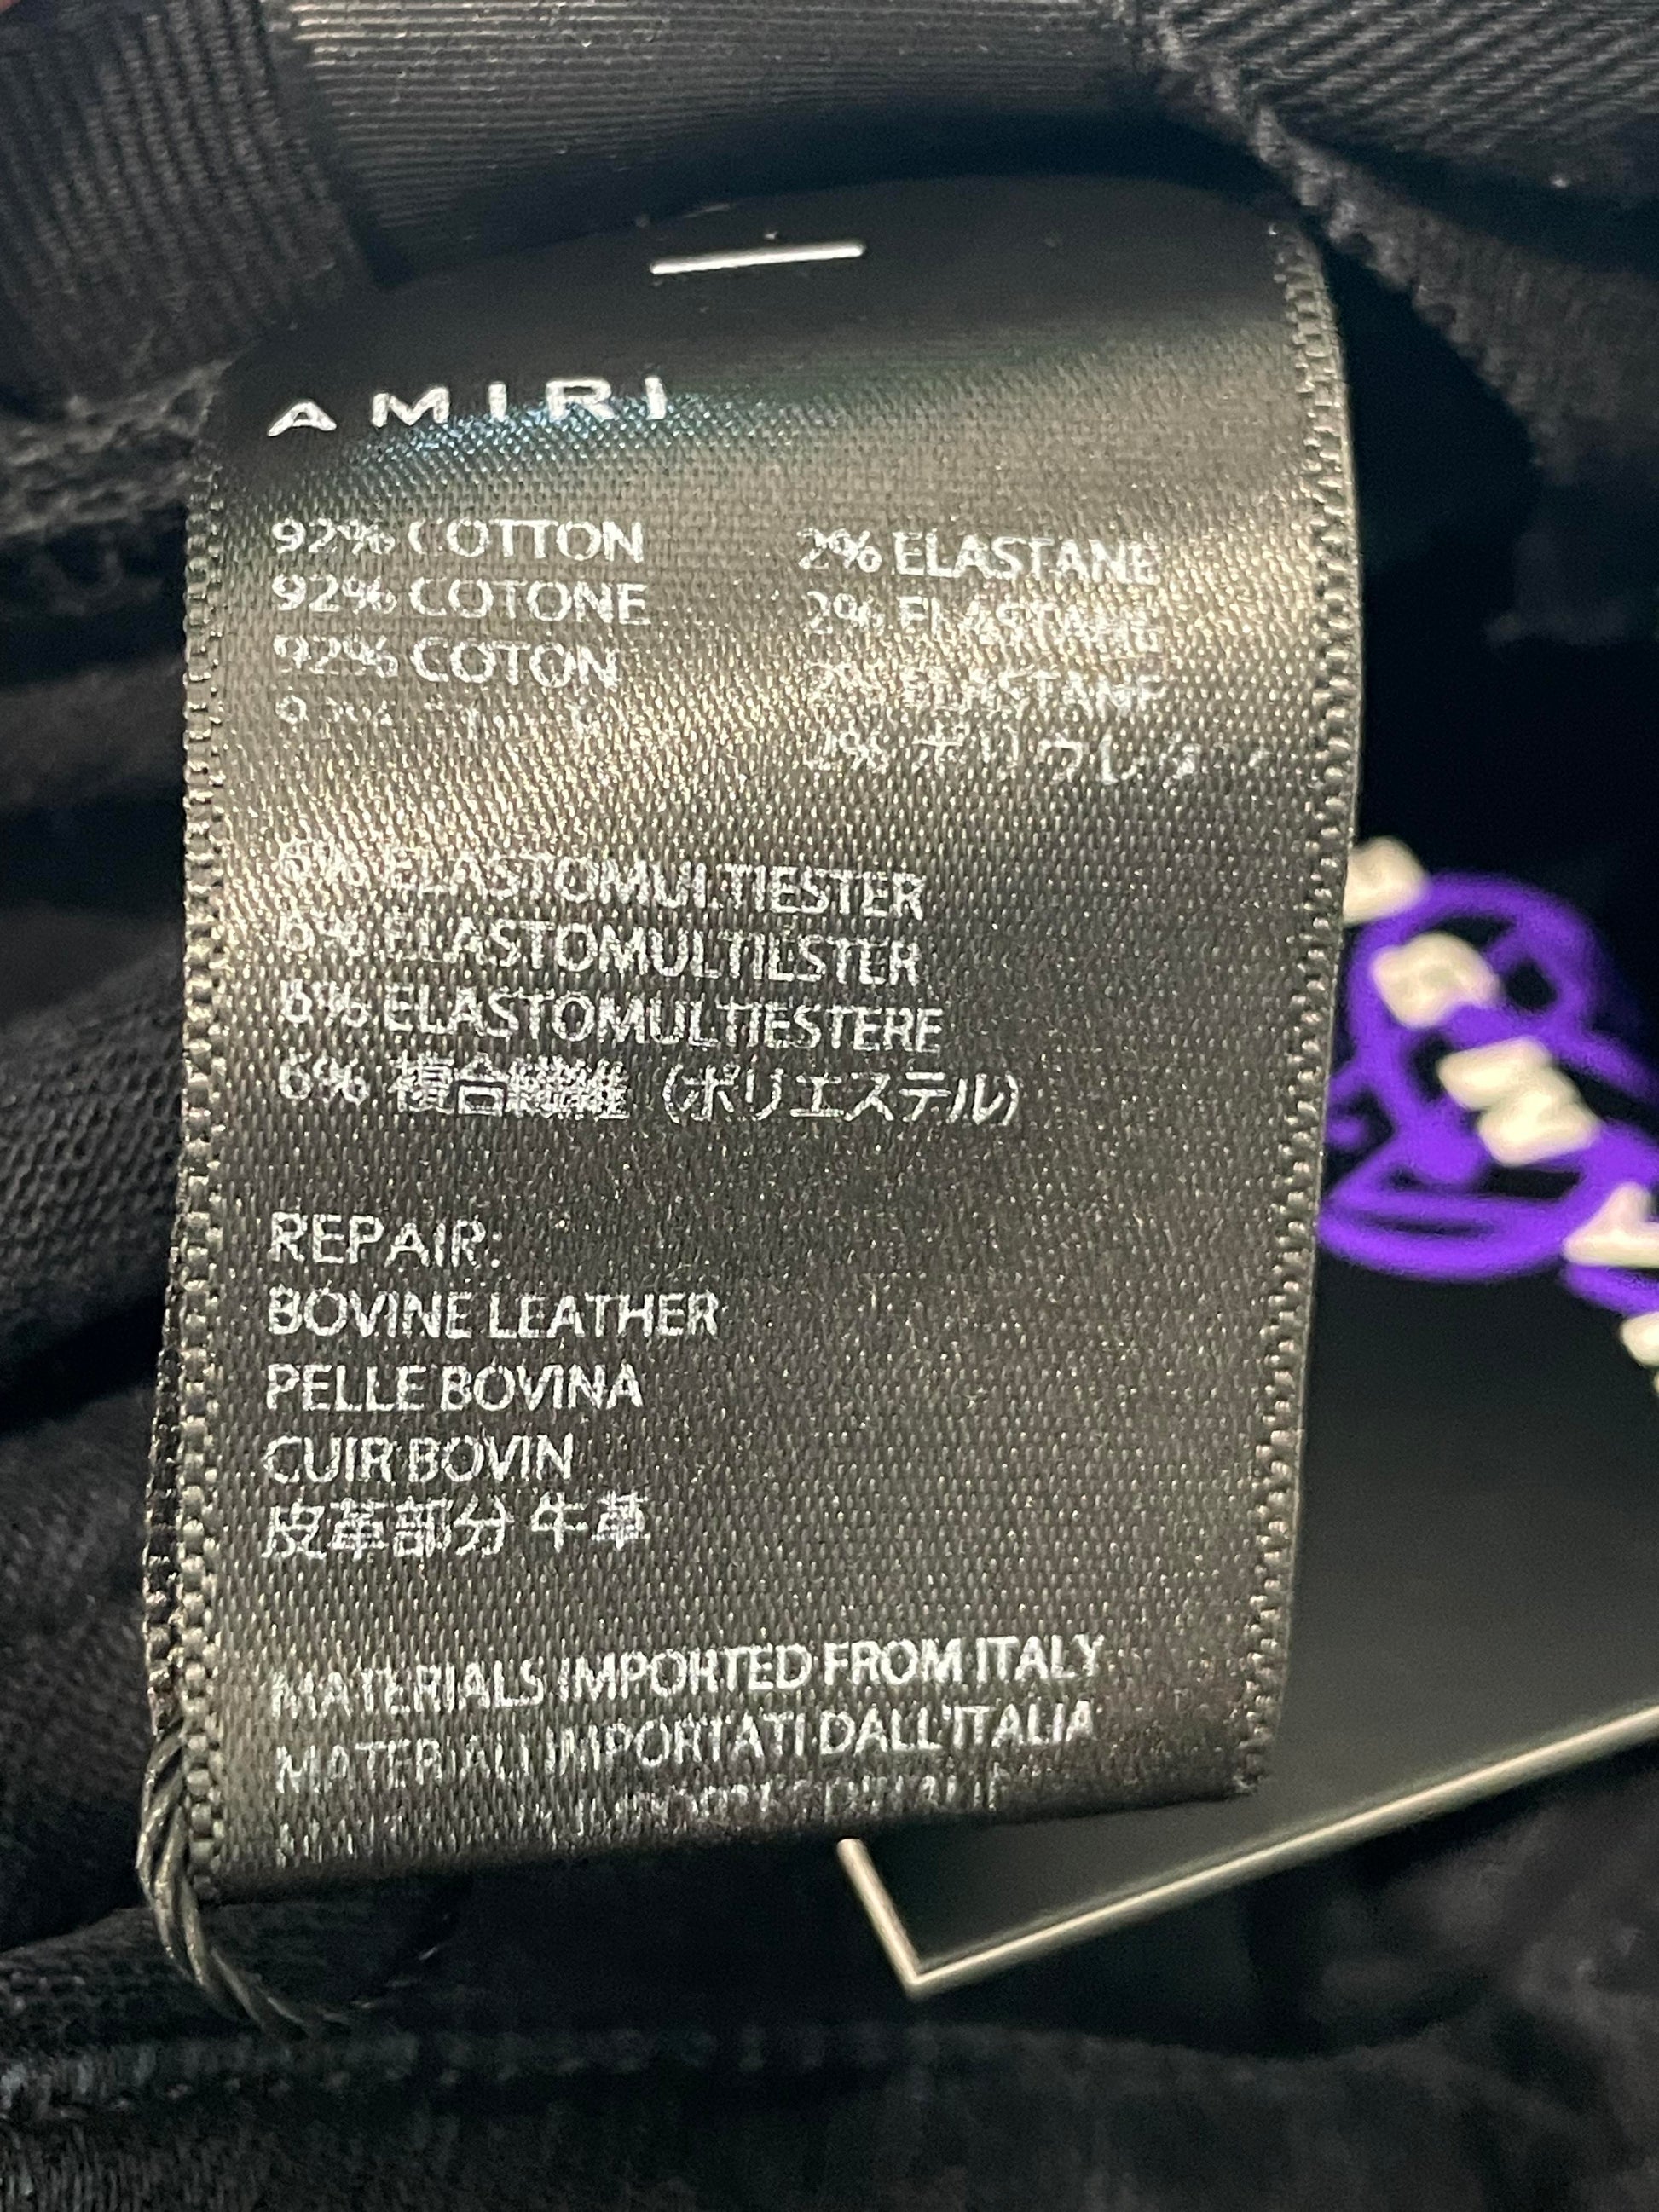 AMIRI
92% COTTON
92% COTONE
92% COTON
92%
2% ELASTANE
2% ELASTANE
2% ELASTANE
2% ポリウレタン
6% ELASTOMULTIESTER
6% ELASTOMULTIESTER
6% ELASTOMULTIESTERE
6% 複合繊維 (ポリエステル)
REPAIR:
BOVINE LEATHER
PELLE BOVINA
CUIR BOVIN
皮革部分 牛革
MATERIALS IMPORTED FROM ITALY
MATERIALI IMPORTATI DALL'ITALIA